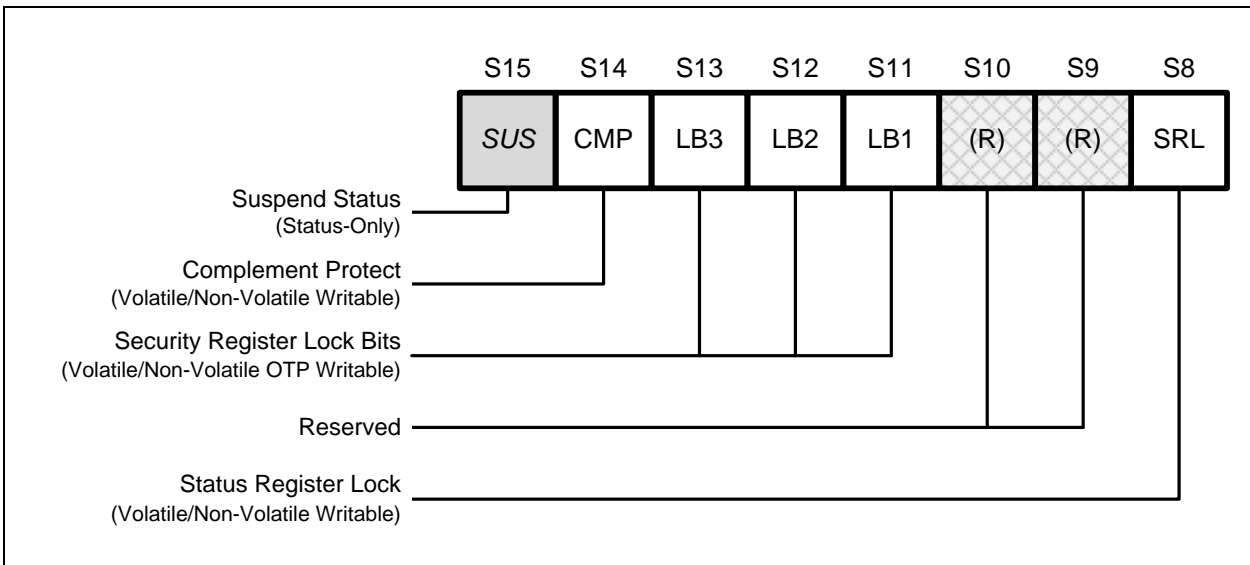 S15 S14 S13 S12 S11 S10 S9 S8
SUS CMP LB3 LB2 LB1 (R) (R) SRL
Suspend Status
(Status-Only)
Complement Protect
(Volatile/Non-Volatile Writable)
Security Register Lock Bits
(Volatile/Non-Volatile OTP Writable)
Reserved
Status Register Lock
(Volatile/Non-Volatile Writable)